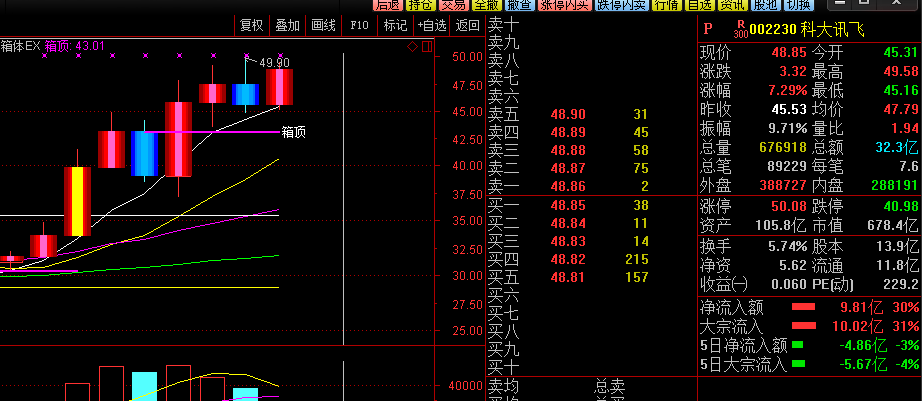 后退 持仓 交易 全撤 撤查 涨停闪买 跌停闪卖 行情 自选 资讯 股池 切换
复权 叠加 画线 F10 标记 +自选 返回
箱体EX 箱顶: 43.01
49.90
箱顶
50.00
47.50
45.00
42.50
40.00
37.50
35.00
32.50
30.00
27.50
25.00
40000
卖十
卖九
卖八
卖七
卖六
卖五 48.90 31
卖四 48.89 45
卖三 48.88 58
卖二 48.87 75
卖一 48.86 2
买一 48.85 38
买二 48.84 11
买三 48.83 14
买四 48.82 215
买五 48.81 157
买六
买七
买八
买九
买十
卖均 总卖
P R 300 002230 科大讯飞
现价 48.85 今开 45.31
涨跌 3.32 最高 49.58
涨幅 7.29% 最低 45.16
昨收 45.53 均价 47.79
振幅 9.71% 量比 1.94
总量 676918 总额 32.3亿
总笔 89229 每笔 7.6
外盘 388727 内盘 288191
涨停 50.08 跌停 40.98
资产 105.8亿 市值 678.4亿
换手 5.74% 股本 13.9亿
净资 5.62 流通 11.8亿
收益(一) 0.060 PE(动) 229.2
净流入额 9.81亿 30%
大宗流入 10.02亿 31%
5日净流入额 -4.86亿 -3%
5日大宗流入 -5.67亿 -4%